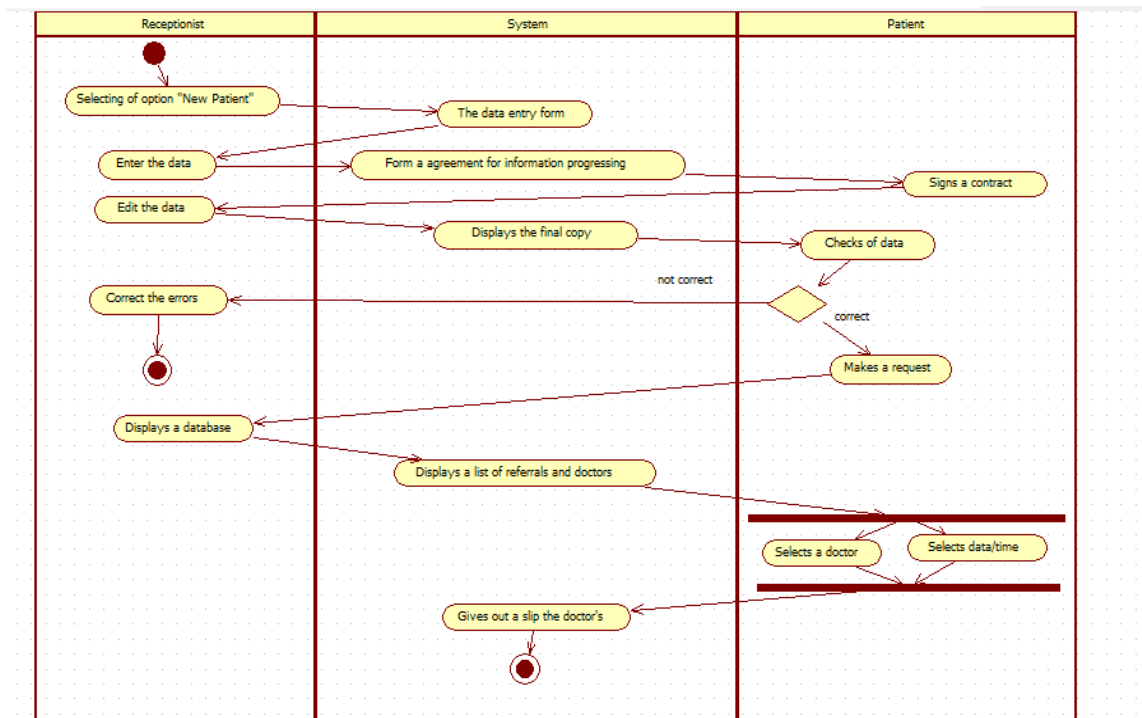 Receptionist
System
Patient
Selecting of option "New Patient"
The data entry form
Enter the data
Form a agreement for information progressing
Signs a contract
Edit the data
Displays the final copy
Checks of data
not correct
Correct the errors
correct
Makes a request
Displays a database
Displays a list of referrals and doctors
Selects a doctor
Selects data/time
Gives out a slip the doctor's